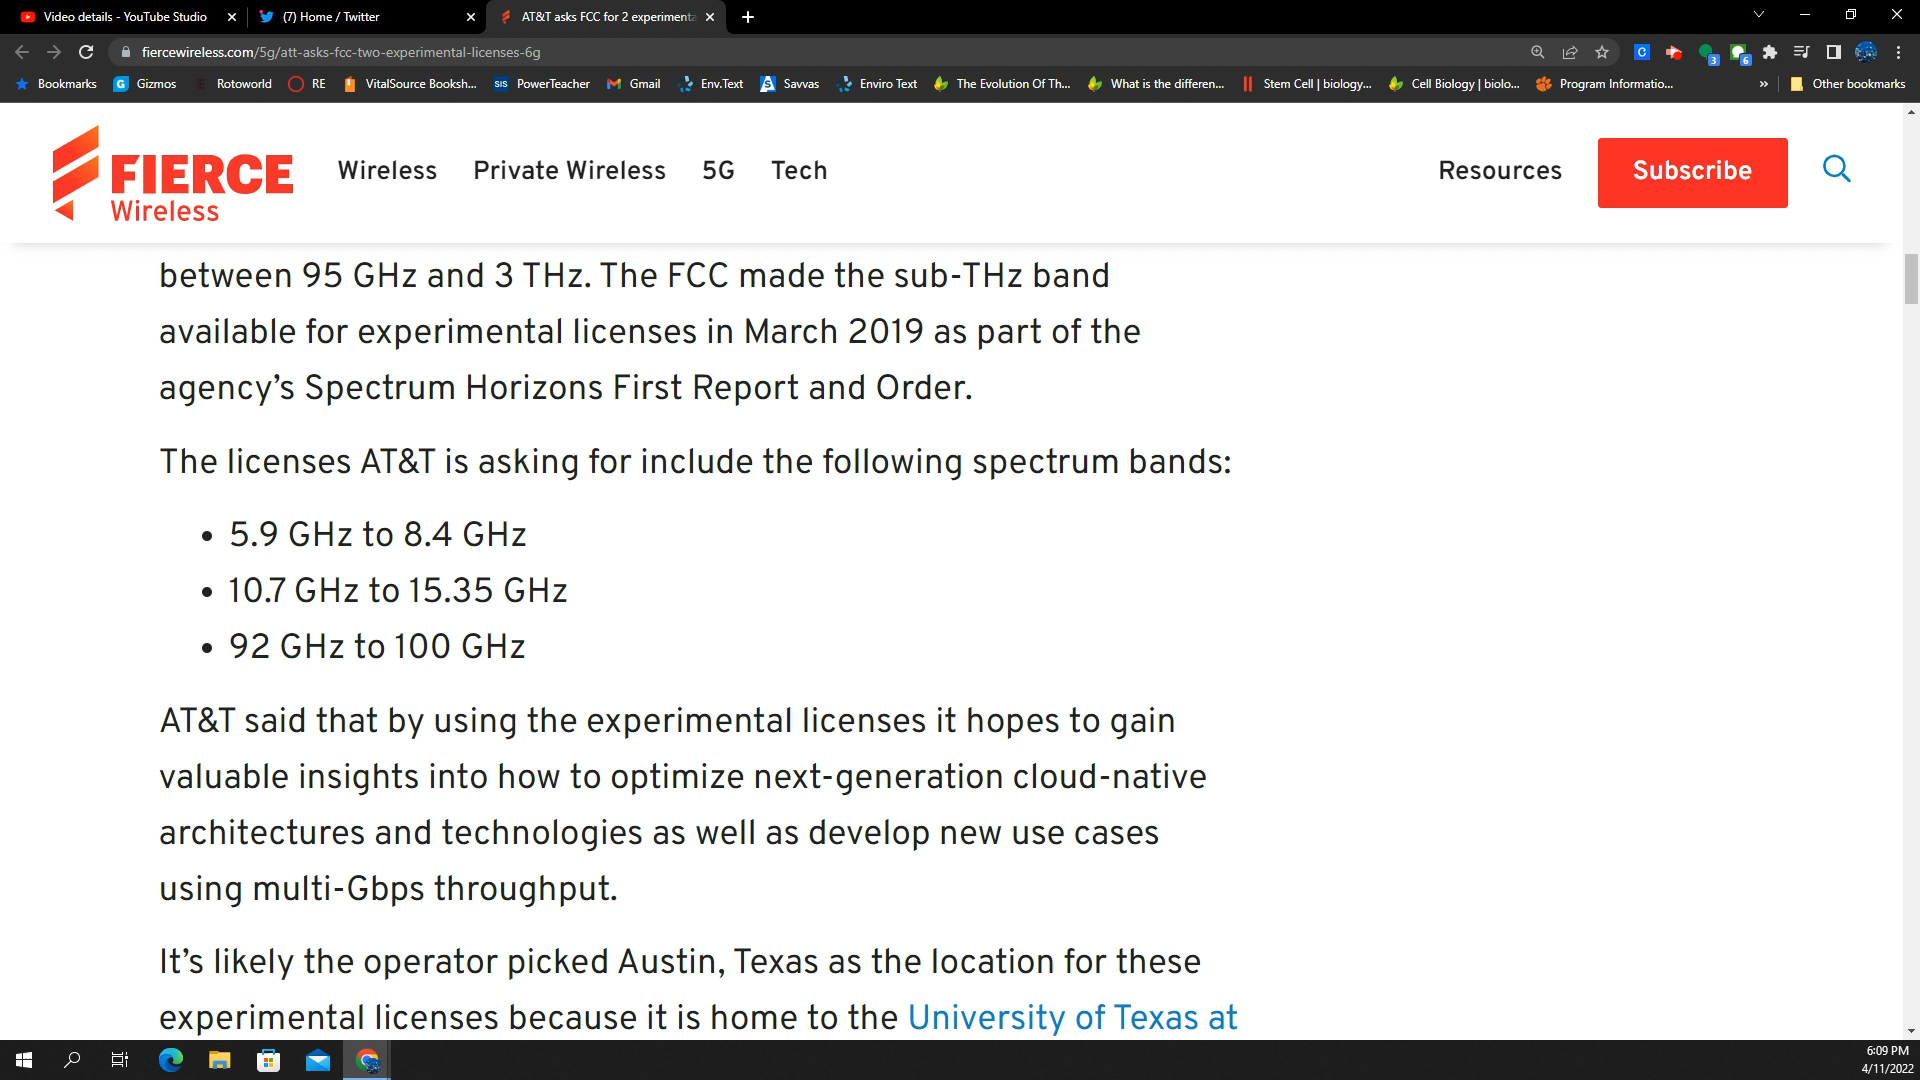 Video details - YouTube Studio
(7) Home / Twitter
AT&T asks FCC for 2 experimenta
fiercewireless.com/5g/att-asks-fcc-two-experimental-licenses-6g
3
6
Bookmarks
G Gizmos
Rotoworld
RE
VitalSource Booksh...
SIS PowerTeacher
Gmail
Env.Text
Savvas
Enviro Text
The Evolution Of Th...
What is the differen...
Stem Cell | biology...
Cell Biology | biolo...
Program Informatio...
»
Other bookmarks
FIERCE
Wireless
Wireless
Private Wireless
5G
Tech
Resources
Subscribe
between 95 GHz and 3 THz. The FCC made the sub-THz band
available for experimental licenses in March 2019 as part of the
agency’s Spectrum Horizons First Report and Order.
The licenses AT&T is asking for include the following spectrum bands:
• 5.9 GHz to 8.4 GHz
• 10.7 GHz to 15.35 GHz
• 92 GHz to 100 GHz
AT&T said that by using the experimental licenses it hopes to gain
valuable insights into how to optimize next-generation cloud-native
architectures and technologies as well as develop new use cases
using multi-Gbps throughput.
It’s likely the operator picked Austin, Texas as the location for these
experimental licenses because it is home to the University of Texas at
6:09 PM
4/11/2022